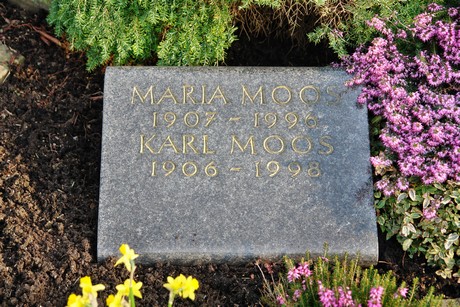 MARIA MOOS
1907 – 1996
KARL MOOS
1906 – 1998